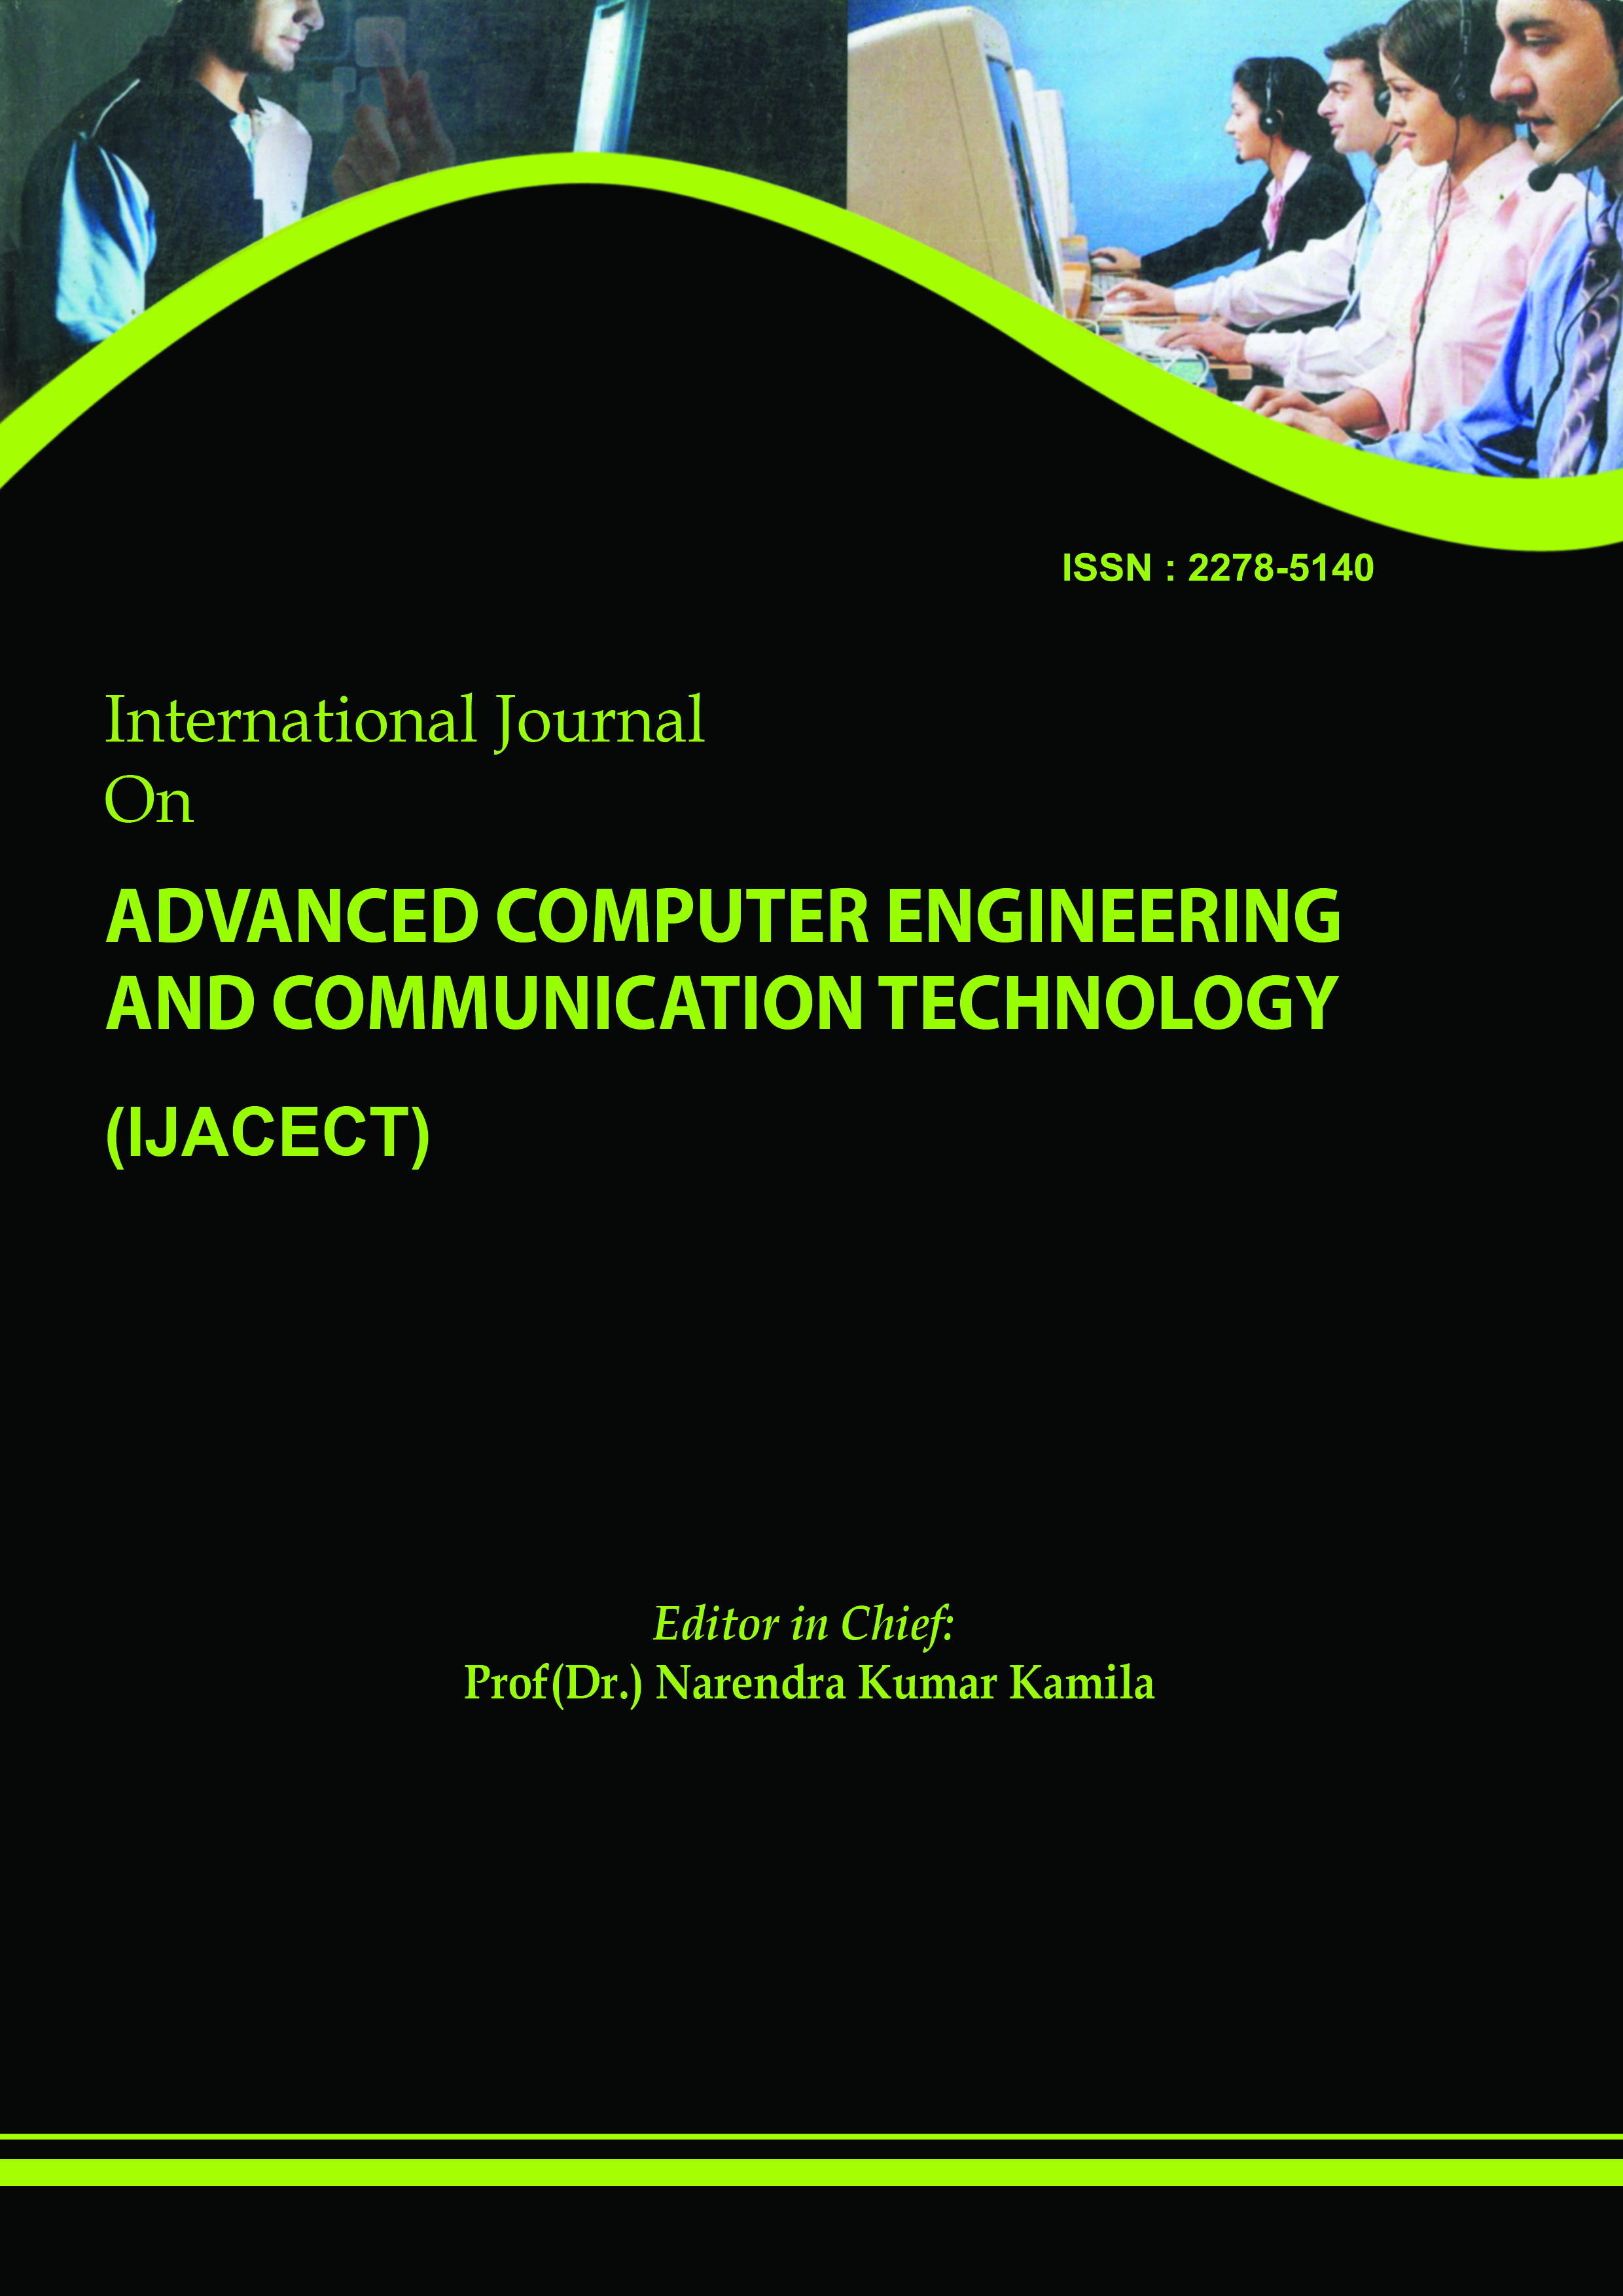 ISSN : 2278-5140
International Journal
On
ADVANCED COMPUTER ENGINEERING
AND COMMUNICATION TECHNOLOGY
(IJACECT)
Editor in Chief:
Prof(Dr.) Narendra Kumar Kamila